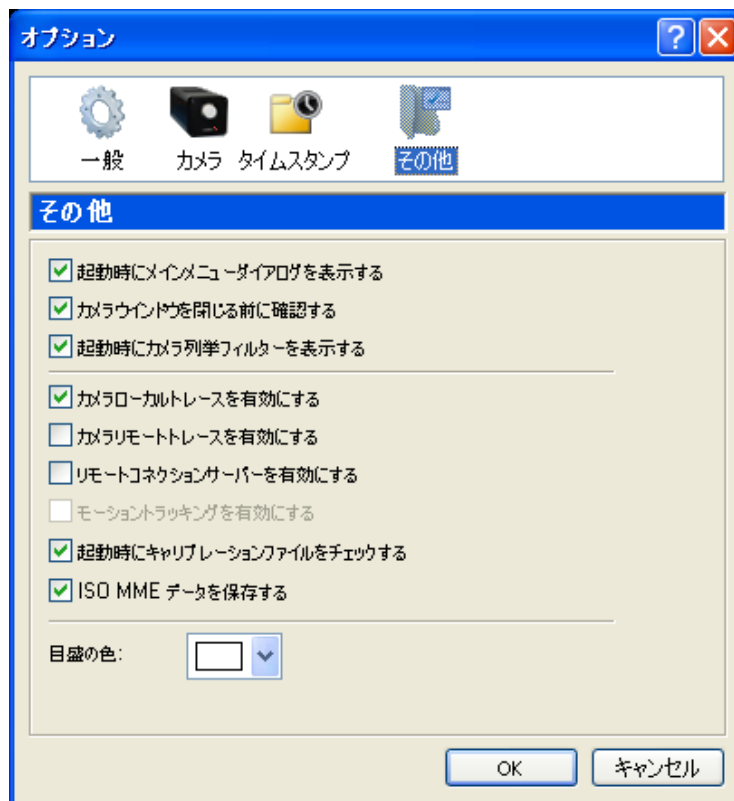 オプション
一般 カメラ タイムスタンプ その他
その他
起動時にメインメニューダイアログを表示する
カメラウインドウを閉じる前に確認する
起動時にカメラ列挙フィルターを表示する
カメラローカルトレースを有効にする
カメラリモートトレースを有効にする
リモートコネクションサーバーを有効にする
モーショントラッキングを有効にする
起動時にキャリブレーションファイルをチェックする
ISO MME データを保存する
目盛の色:
OK キャンセル